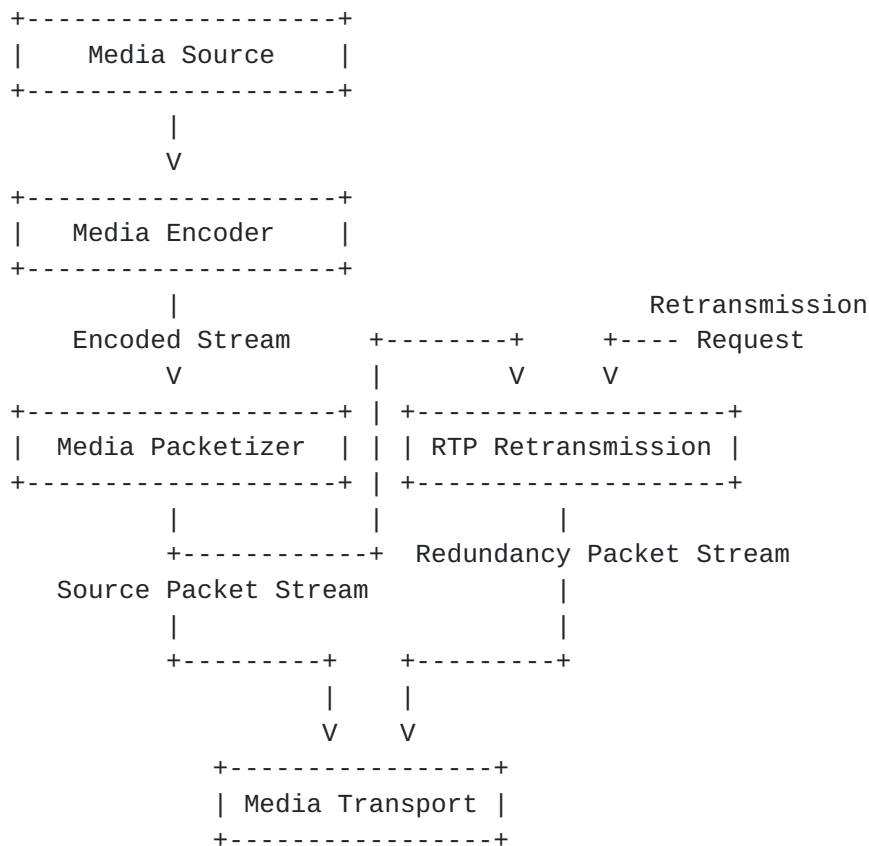 +--------------------+
|    Media Source    |
+--------------------+
          |
          V
+--------------------+
|   Media Encoder    |
+--------------------+
          |                              Retransmission
    Encoded Stream     +--------+     +---- Request
          V            |        V     V
+--------------------+ | +--------------------+
|  Media Packetizer  | | | RTP Retransmission |
+--------------------+ | +--------------------+
          |            |           |
          +------------+  Redundancy Packet Stream
   Source Packet Stream            |
          |                        |
          +---------+    +---------+
                    |    |
                    V    V
             +-----------------+
             | Media Transport |
             +-----------------+